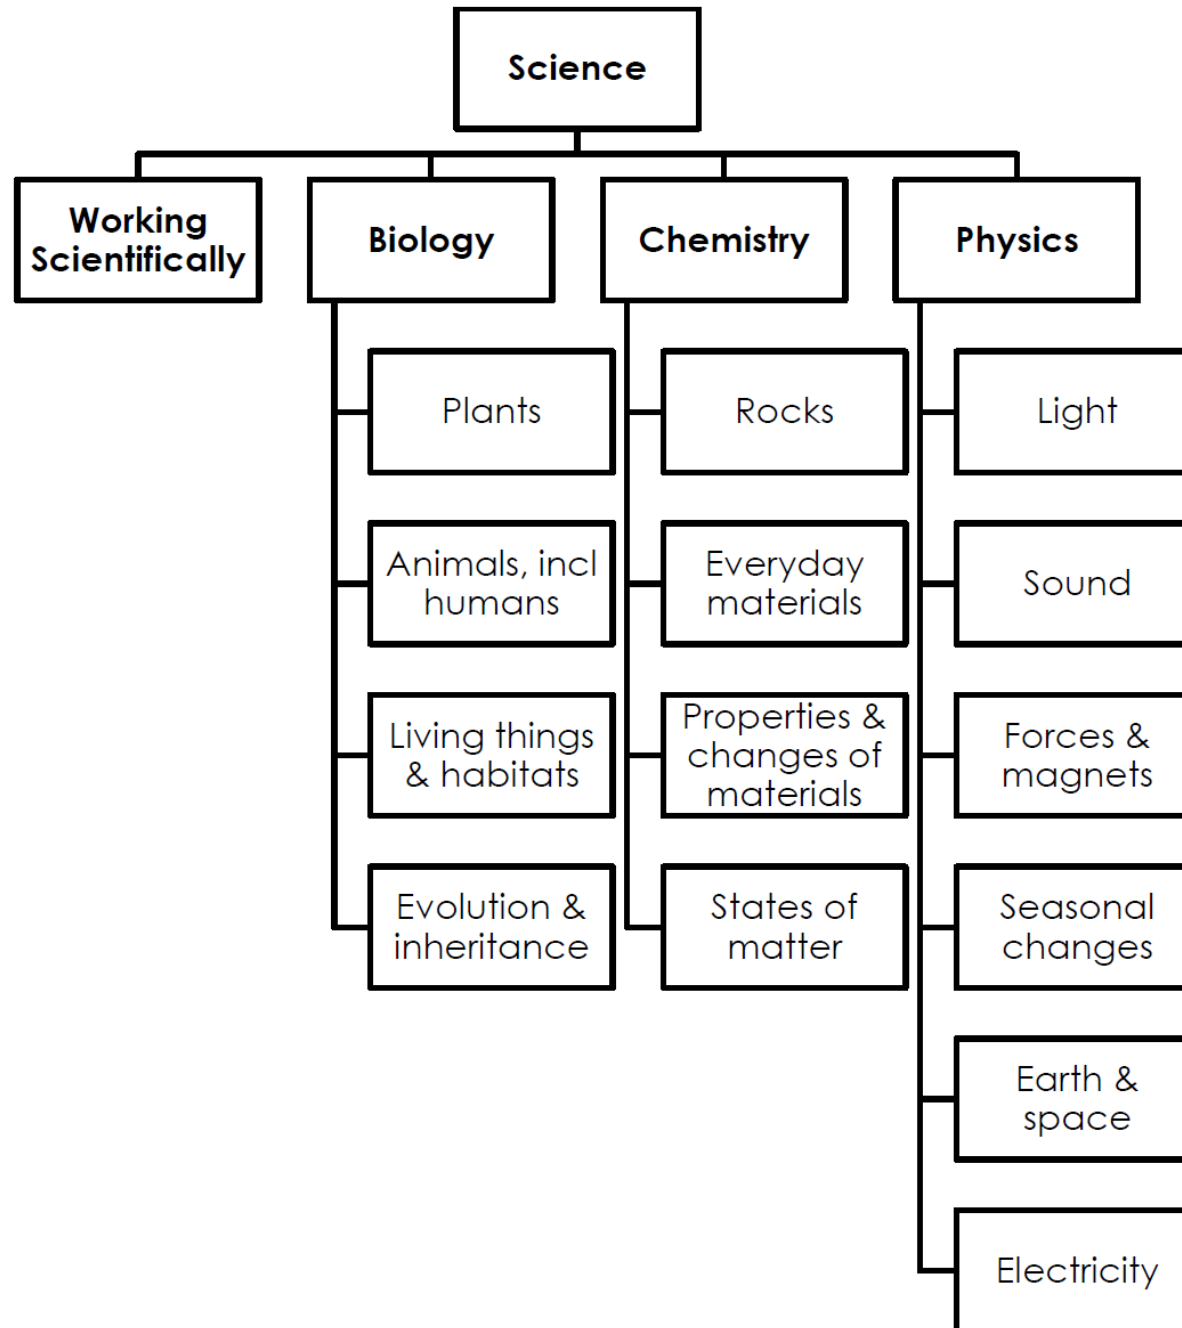 Science
Working
Scientifically
Biology
Chemistry
Physics
Plants
Animals, incl
humans
Living things
& habitats
Evolution &
inheritance
Rocks
Everyday
materials
Properties &
changes of
materials
States of
matter
Light
Sound
Forces &
magnets
Seasonal
changes
Earth &
space
Electricity